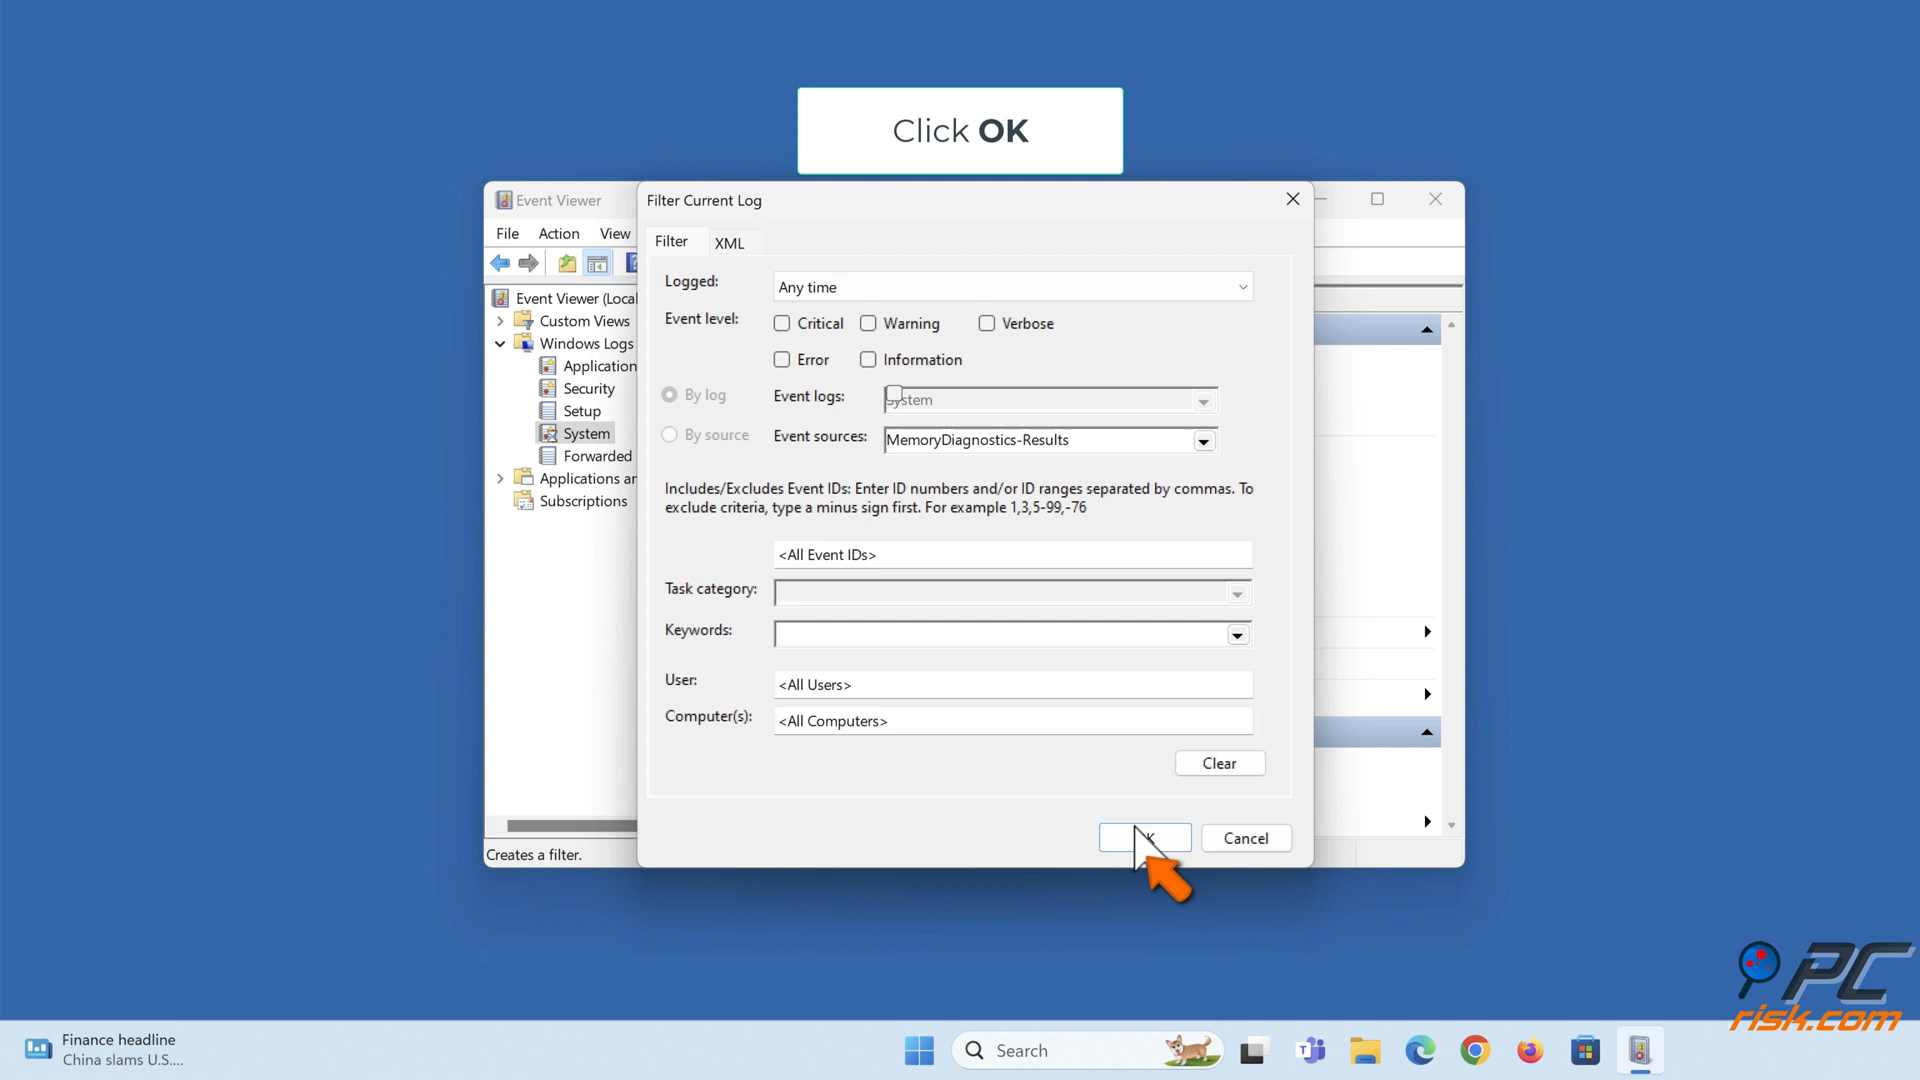 Click OK
Event Viewer
Filter Current Log
File Action View
Filter XML
Logged: Any time
Event level: Critical Warning Verbose
Error Information
By log Event logs: System
By source Event sources: MemoryDiagnostics-Results
Includes/Excludes Event IDs: Enter ID numbers and/or ID ranges separated by commas. To
exclude criteria, type a minus sign first. For example 1,3,5-99,-76
<All Event IDs>
Task category:
Keywords:
User: <All Users>
Computer(s): <All Computers>
Clear
Cancel
Event Viewer (Local
Custom Views
Windows Logs
Application
Security
Setup
System
Forwarded
Applications an
Subscriptions
Creates a filter.
PC
risk.com
Finance headline
China slams U.S....
Search